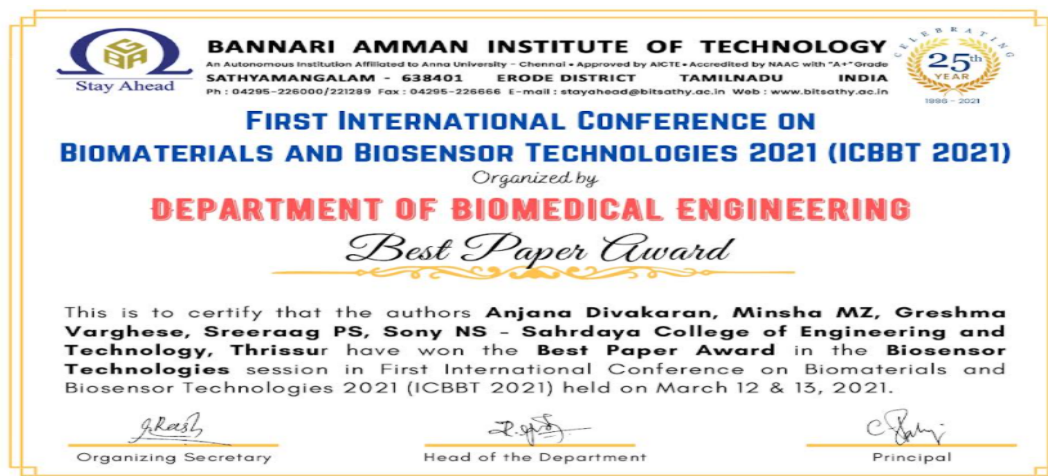 GBA
Stay Ahead
BANNARI AMMAN INSTITUTE OF TECHNOLOGY
An Autonomous Institution Affiliated to Anna University - Chennai • Approved by AICTE • Accredited by NAAC with "A+" Grade
SATHYAMANGALAM - 638401 ERODE DISTRICT TAMILNADU INDIA
Ph : 04295-226000/221289 Fax : 04295-226666 E-mail : stayahead@bitsathy.ac.in Web : www.bitsathy.ac.in
CELEBRATING
25th
YEAR
1996 - 2021
FIRST INTERNATIONAL CONFERENCE ON
BIOMATERIALS AND BIOSENSOR TECHNOLOGIES 2021 (ICBBT 2021)
Organized by
DEPARTMENT OF BIOMEDICAL ENGINEERING
Best Paper Award
This is to certify that the authors Anjana Divakaran, Minsha MZ, Greshma
Varghese, Sreeraag PS, Sony NS - Sahrdaya College of Engineering and
Technology, Thrissur have won the Best Paper Award in the Biosensor
Technologies session in First International Conference on Biomaterials and
Biosensor Technologies 2021 (ICBBT 2021) held on March 12 & 13, 2021.
Organizing Secretary
Head of the Department
Principal